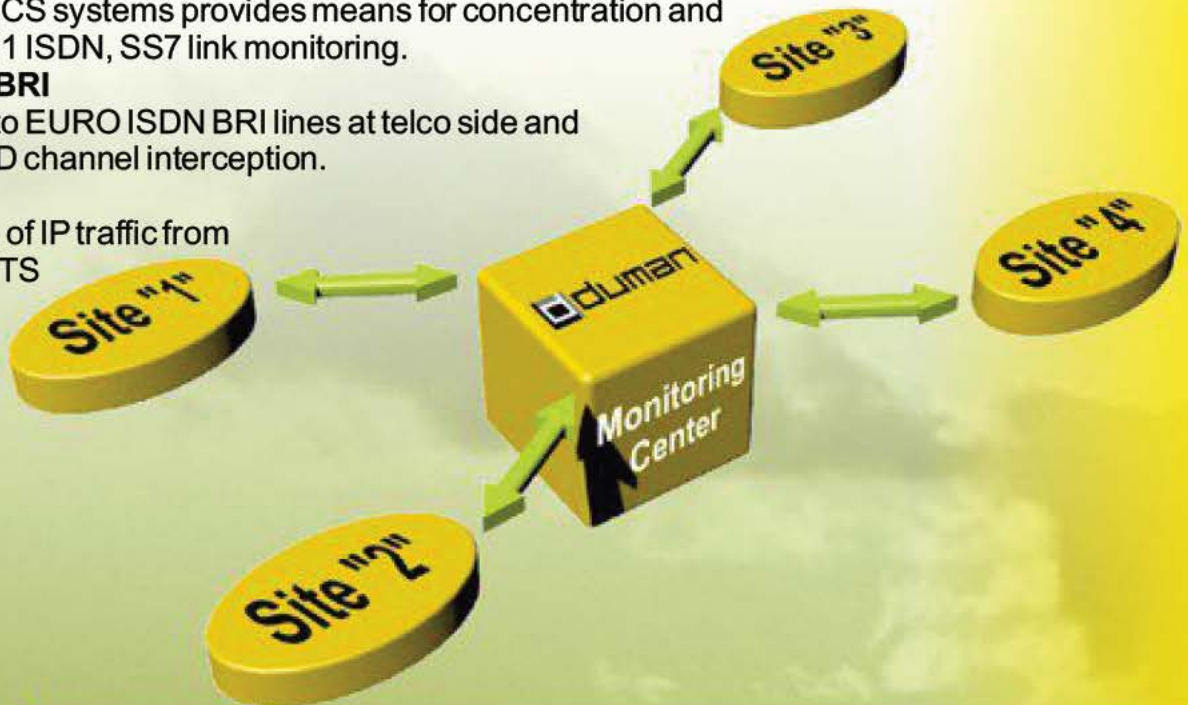 CS systems provides means for concentration and
1 ISDN, SS7 link monitoring.
BRI
to EURO ISDN BRI lines at telco side and
D channel interception.
of IP traffic from
TS
Site "3"
Site "4"
Site "1"
duman
Monitoring
Center
Site "2"